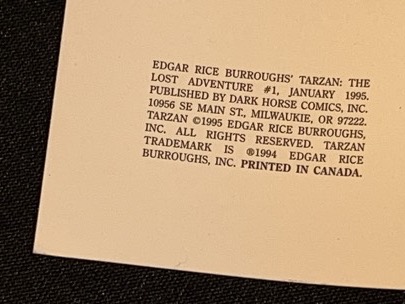 EDGAR RICE BURROUGHS' TARZAN: THE
LOST ADVENTURE #1, JANUARY 1995.
PUBLISHED BY DARK HORSE COMICS, INC.
10956 SE MAIN ST., MILWAUKIE, OR 97222.
TARZAN ©1995 EDGAR RICE BURROUGHS,
INC. ALL RIGHTS RESERVED. TARZAN
TRADEMARK IS ®1994 EDGAR RICE
BURROUGHS, INC. PRINTED IN CANADA.